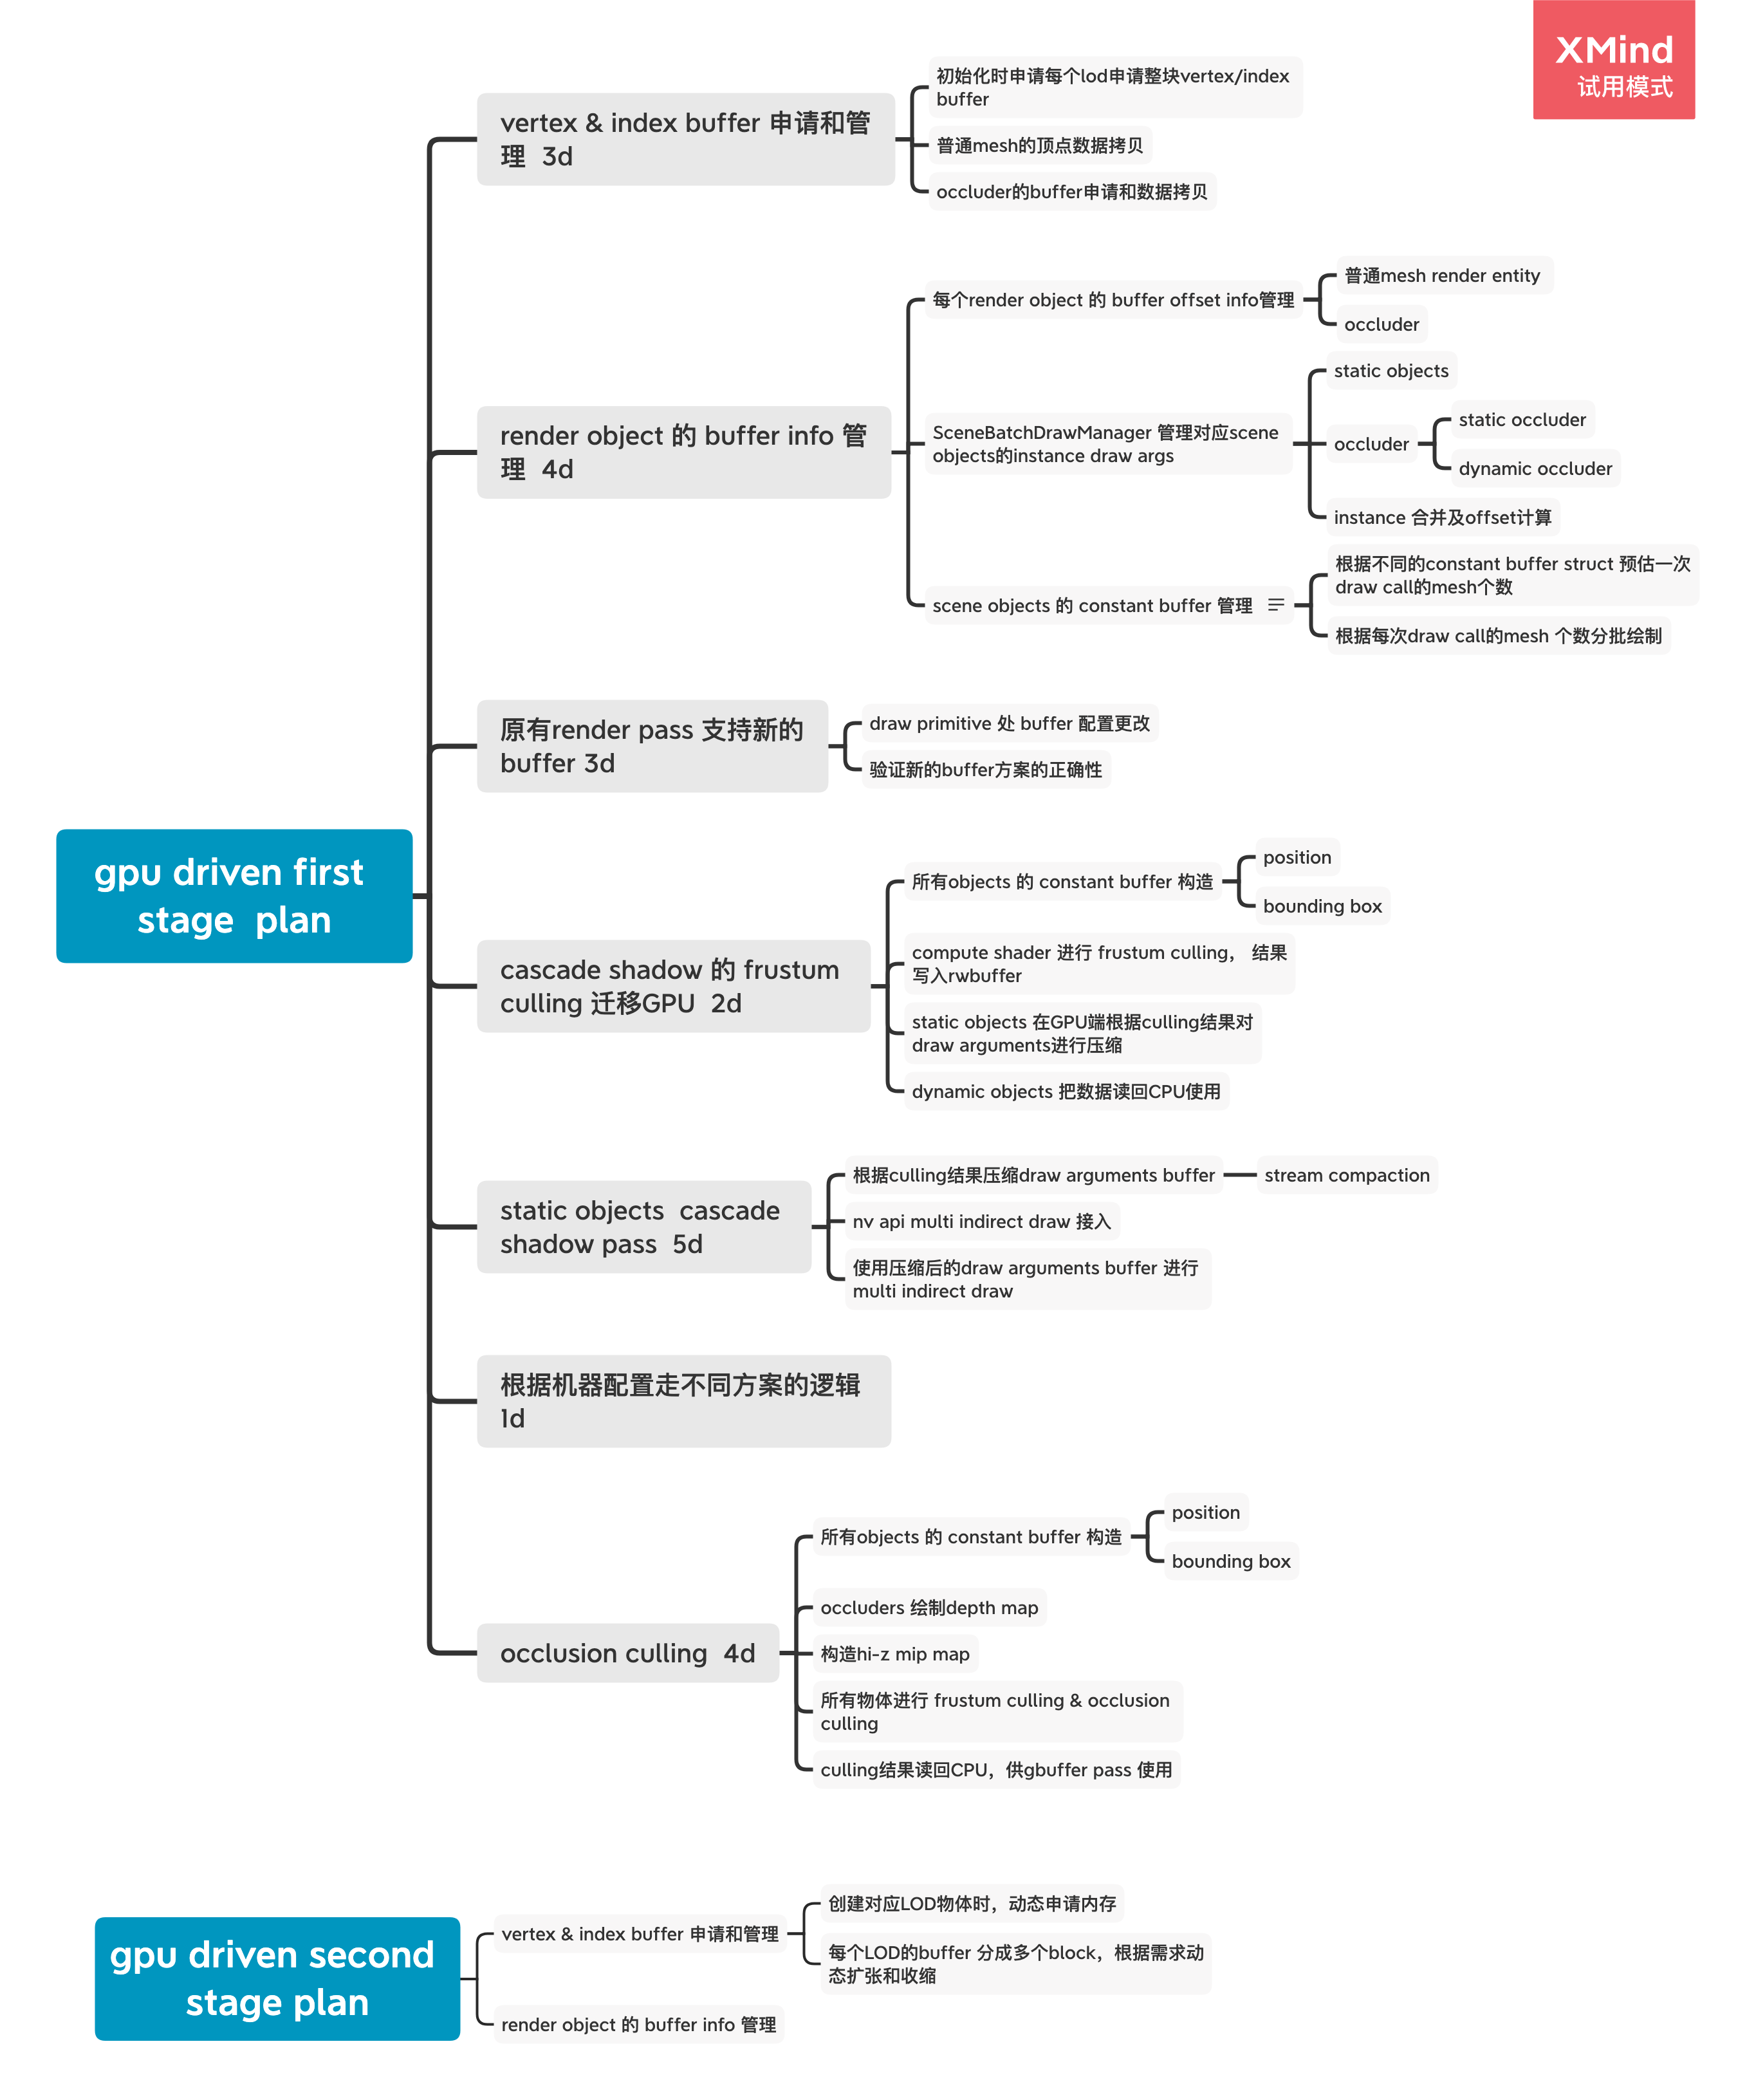 XMind
试用模式
gpu driven first
stage plan
vertex & index buffer 申请和管
理 3d
初始化时申请每个lod申请整块vertex/index
buffer
普通mesh的顶点数据拷贝
occluder的buffer申请和数据拷贝
render object 的 buffer info 管
理 4d
每个render object 的 buffer offset info管理
普通mesh render entity
occluder
SceneBatchDrawManager 管理对应scene
objects的instance draw args
static objects
occluder
static occluder
dynamic occluder
instance 合并及offset计算
scene objects 的 constant buffer 管理
根据不同的constant buffer struct 预估一次
draw call的mesh个数
根据每次draw call的mesh 个数分批绘制
原有render pass 支持新的
buffer 3d
draw primitive 处 buffer 配置更改
验证新的buffer方案的正确性
cascade shadow 的 frustum
culling 迁移GPU 2d
所有objects 的 constant buffer 构造
position
bounding box
compute shader 进行 frustum culling， 结果
写入rwbuffer
static objects 在GPU端根据culling结果对
draw arguments进行压缩
dynamic objects 把数据读回CPU使用
static objects cascade
shadow pass 5d
根据culling结果压缩draw arguments buffer
stream compaction
nv api multi indirect draw 接入
使用压缩后的draw arguments buffer 进行
multi indirect draw
根据机器配置走不同方案的逻辑
1d
occlusion culling 4d
所有objects 的 constant buffer 构造
position
bounding box
occluders 绘制depth map
构造hi-z mip map
所有物体进行 frustum culling & occlusion
culling
culling结果读回CPU，供gbuffer pass 使用
gpu driven second
stage plan
vertex & index buffer 申请和管理
创建对应LOD物体时，动态申请内存
每个LOD的buffer 分成多个block，根据需求动
态扩张和收缩
render object 的 buffer info 管理